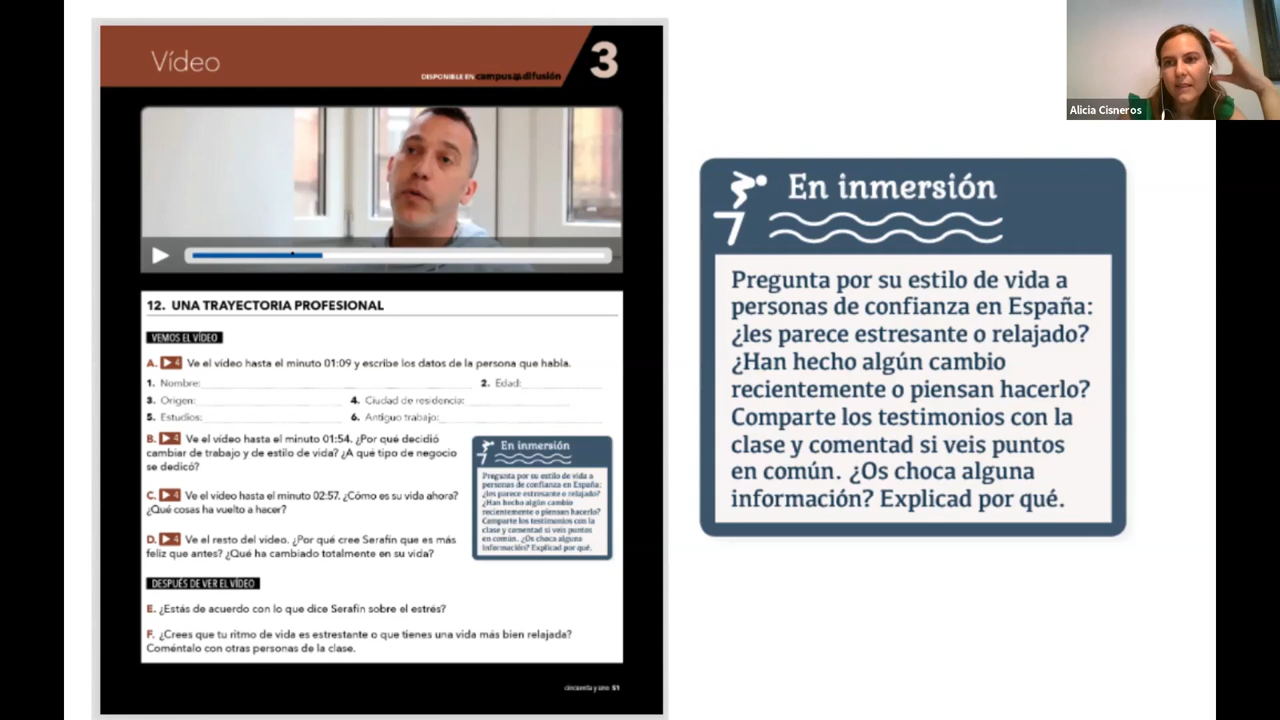 Vídeo
DISPONIBLE EN campus difusión
3
12. UNA TRAYECTORIA PROFESIONAL
VEMOS EL VÍDEO
A. 4 Ve el vídeo hasta el minuto 01:09 y escribe los datos de la persona que habla.
1. Nombre: 2. Edad:
3. Origen: 4. Ciudad de residencia:
5. Estudios: 6. Antiguo trabajo:
B. 4 Ve el vídeo hasta el minuto 01:54. ¿Por qué decidió
cambiar de trabajo y de estilo de vida? ¿A qué tipo de negocio
se dedicó?
C. 4 Ve el vídeo hasta el minuto 02:57. ¿Cómo es su vida ahora?
¿Qué cosas ha vuelto a hacer?
D. 4 Ve el resto del vídeo. ¿Por qué cree Serafín que es más
feliz que antes? ¿Qué ha cambiado totalmente en su vida?
En inmersión
Pregunta por su estilo de vida a
personas de confianza en España:
¿les parece estresante o relajado?
¿Han hecho algún cambio
recientemente o piensan hacerlo?
Comparte los testimonios con la
clase y comentad si veis puntos
en común. ¿Os choca alguna
información? Explicad por qué.
DESPUÉS DE VER EL VÍDEO
E. ¿Estás de acuerdo con lo que dice Serafín sobre el estrés?
F. ¿Crees que tu ritmo de vida es estrestante o que tienes una vida más bien relajada?
Coméntalo con otras personas de la clase.
cincuenta y uno 51
En inmersión
Pregunta por su estilo de vida a
personas de confianza en España:
¿les parece estresante o relajado?
¿Han hecho algún cambio
recientemente o piensan hacerlo?
Comparte los testimonios con la
clase y comentad si veis puntos
en común. ¿Os choca alguna
información? Explicad por qué.
Alicia Cisneros